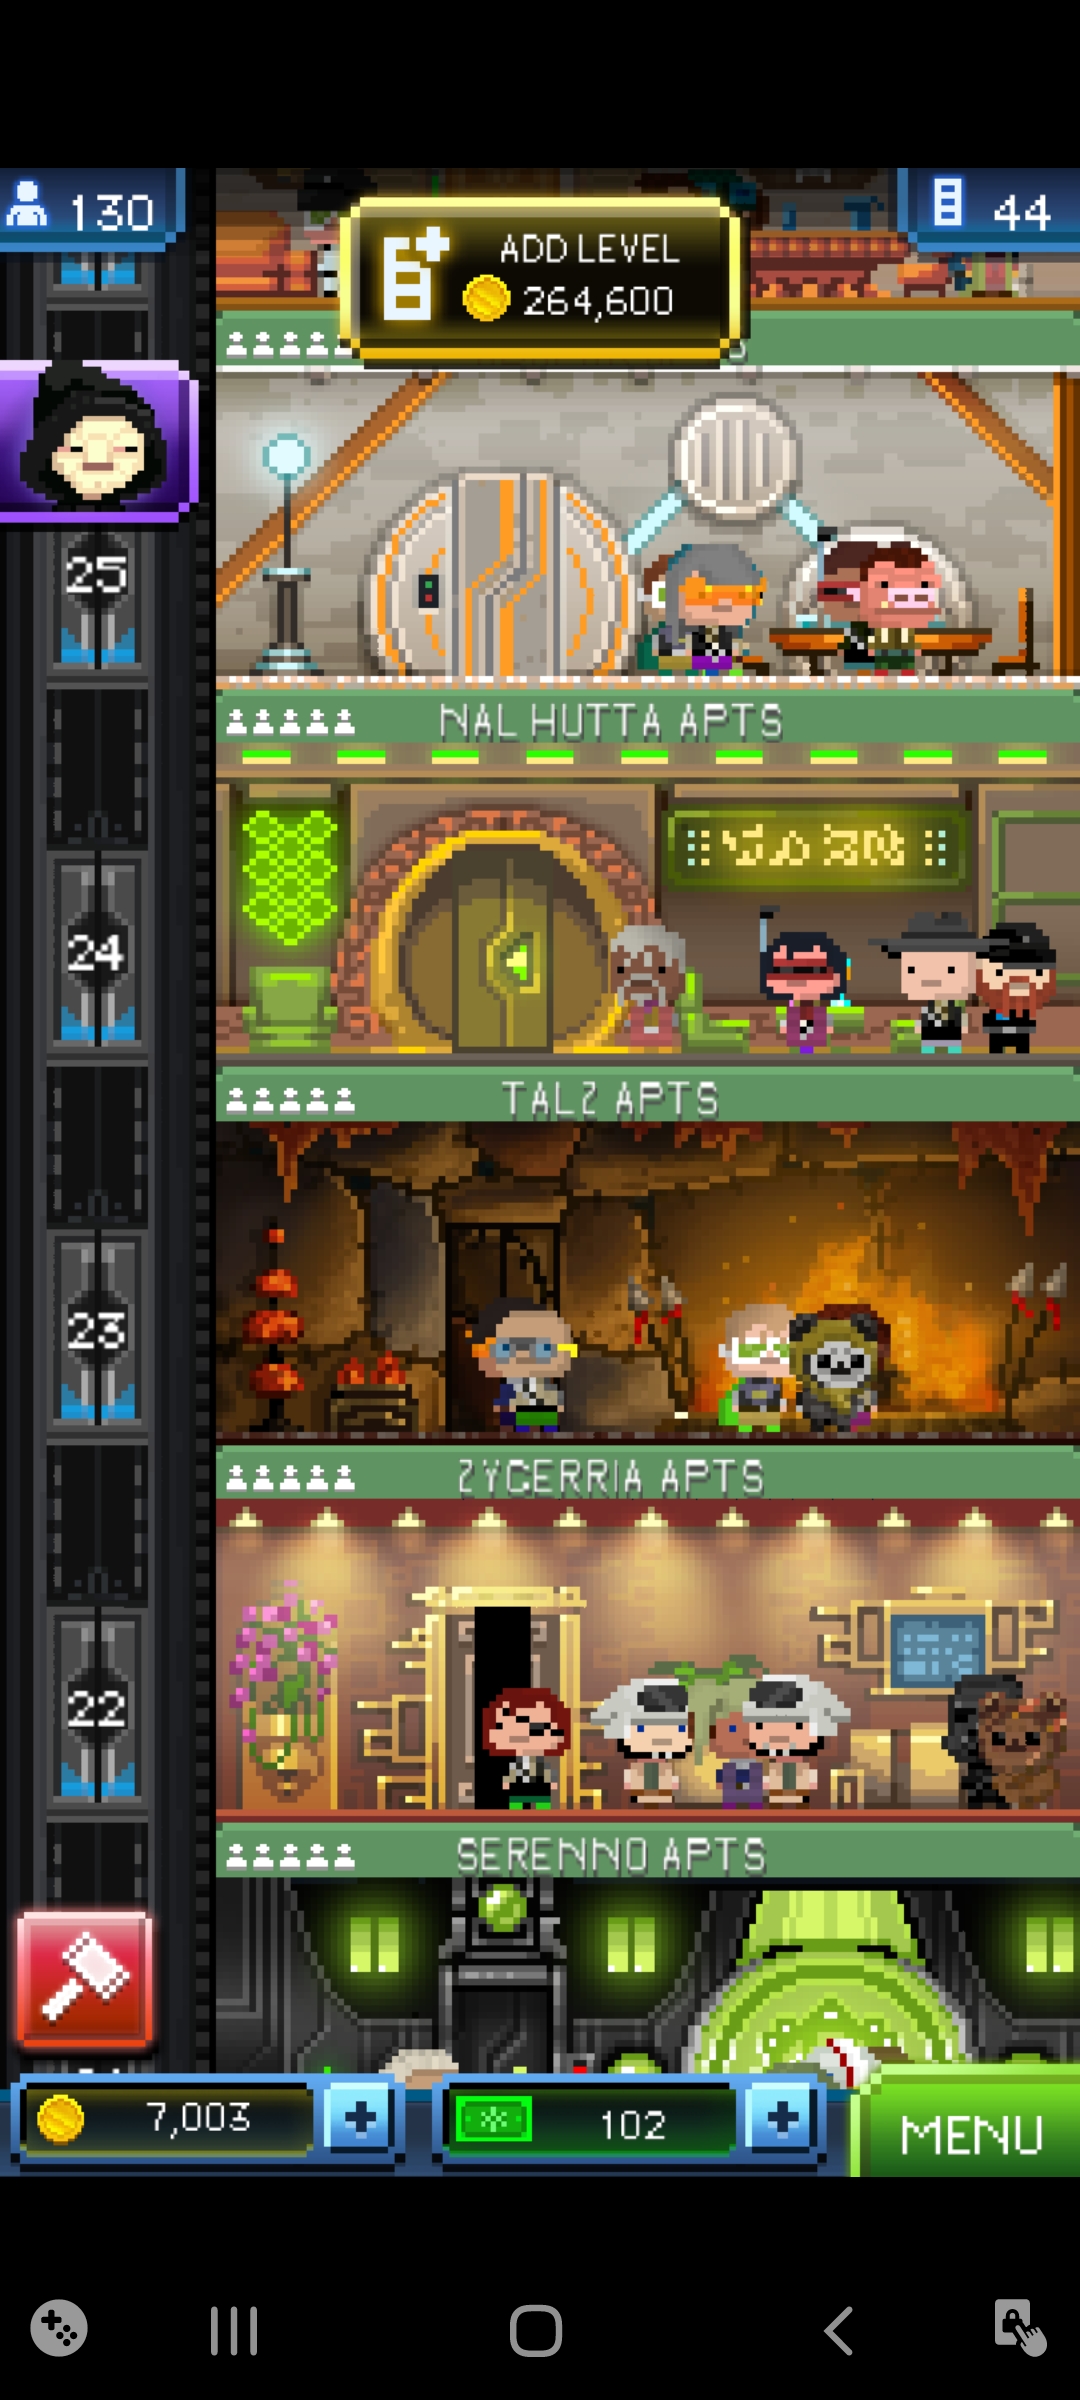 130
44
ADD LEVEL
264,600
25
NAL HUTTA APTS
24
TALZ APTS
23
ZYGERRIA APTS
22
SERENNO APTS
7,003
102
MENU